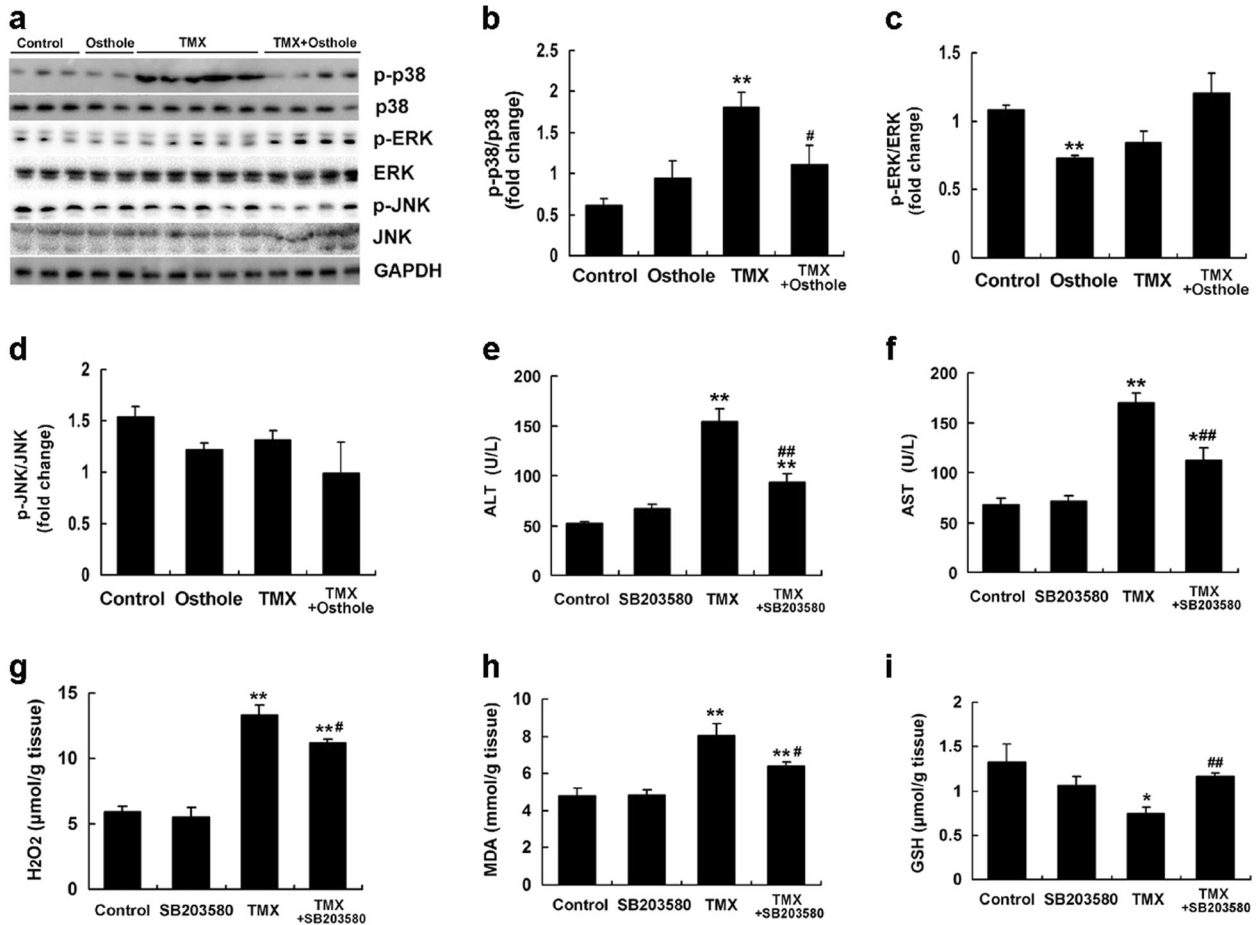 a
Control Osthole TMX TMX+Osthole
p-p38
p38
p-ERK
ERK
p-JNK
JNK
GAPDH
b
p-p38/p38
(fold change)
2.5
2
1.5
1
0.5
0
**
#
Control Osthole TMX TMX
+Osthole
c
p-ERK/ERK
(fold change)
1.5
1
0.5
0
**
Control Osthole TMX TMX
+Osthole
d
p-JNK/JNK
(fold change)
2
1.5
1
0.5
0
Control Osthole TMX TMX
+Osthole
e
ALT (U/L)
200
150
100
50
0
**
##
**
Control SB203580 TMX TMX
+SB203580
f
AST (U/L)
200
150
100
50
0
**
*##
Control SB203580 TMX TMX
+SB203580
g
H2O2 (μmol/g tissue)
15
10
5
0
**
**#
Control SB203580 TMX TMX
+SB203580
h
MDA (mmol/g tissue)
10
8
6
4
2
0
**
**#
Control SB203580 TMX TMX
+SB203580
i
GSH (μmol/g tissue)
2
1.5
1
0.5
0
*
##
Control SB203580 TMX TMX
+SB203580